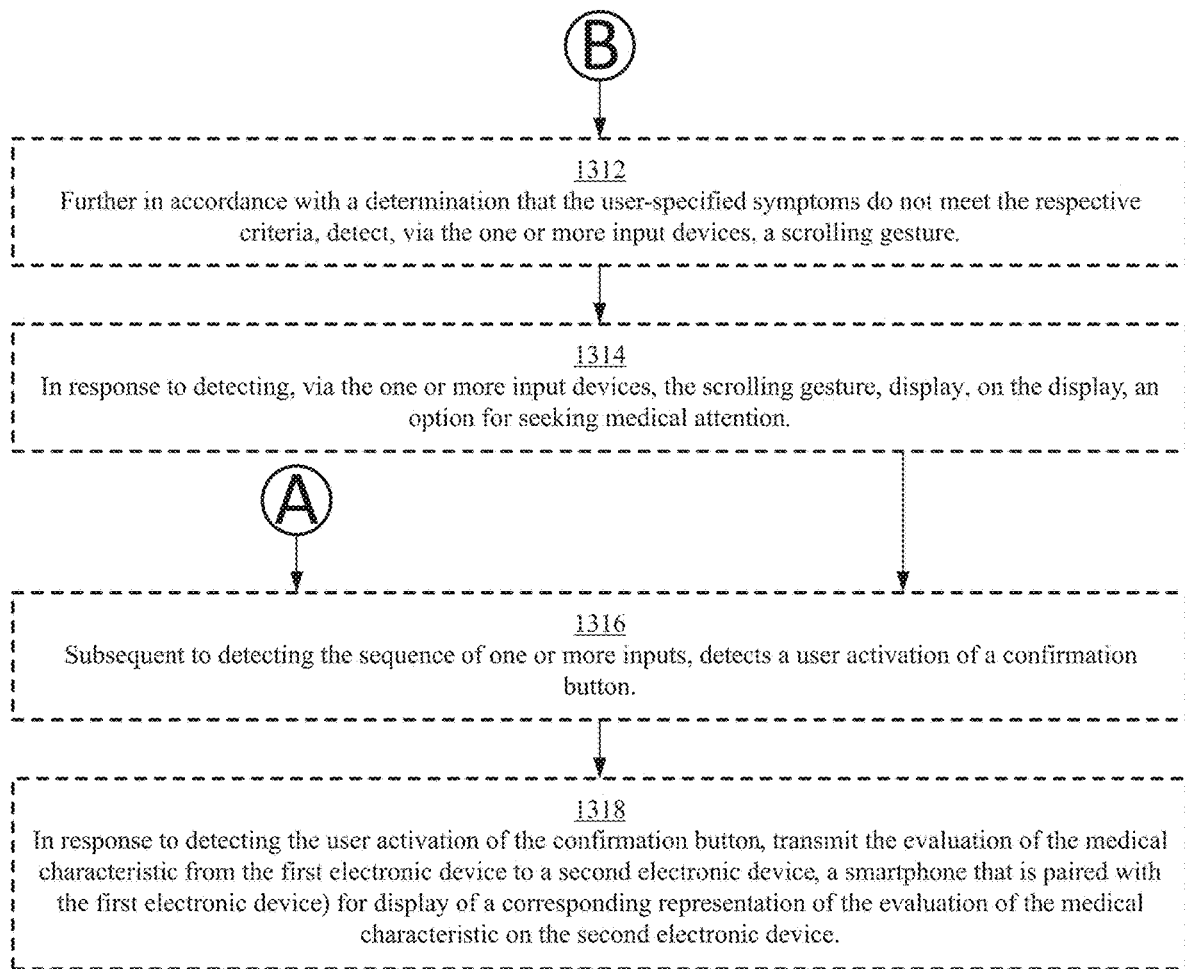 B
1312
Further in accordance with a determination that the user-specified symptoms do not meet the respective
criteria, detect, via the one or more input devices, a scrolling gesture.
1314
In response to detecting, via the one or more input devices, the scrolling gesture, display, on the display, an
option for seeking medical attention.
A
1316
Subsequent to detecting the sequence of one or more inputs, detects a user activation of a confirmation
button.
1318
In response to detecting the user activation of the confirmation button, transmit the evaluation of the medical
characteristic from the first electronic device to a second electronic device, a smartphone that is paired with
the first electronic device) for display of a corresponding representation of the evaluation of the medical
characteristic on the second electronic device.